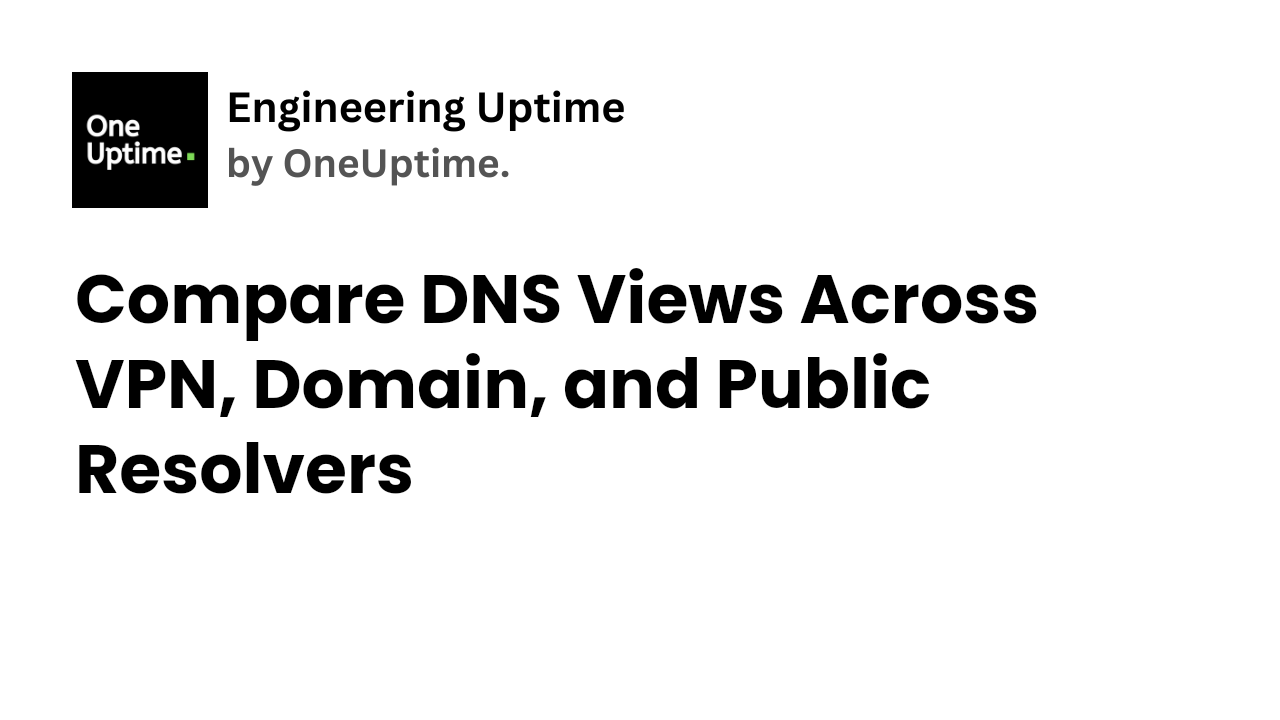 One
Uptime
Engineering Uptime
by OneUptime.
Compare DNS Views Across
VPN, Domain, and Public
Resolvers